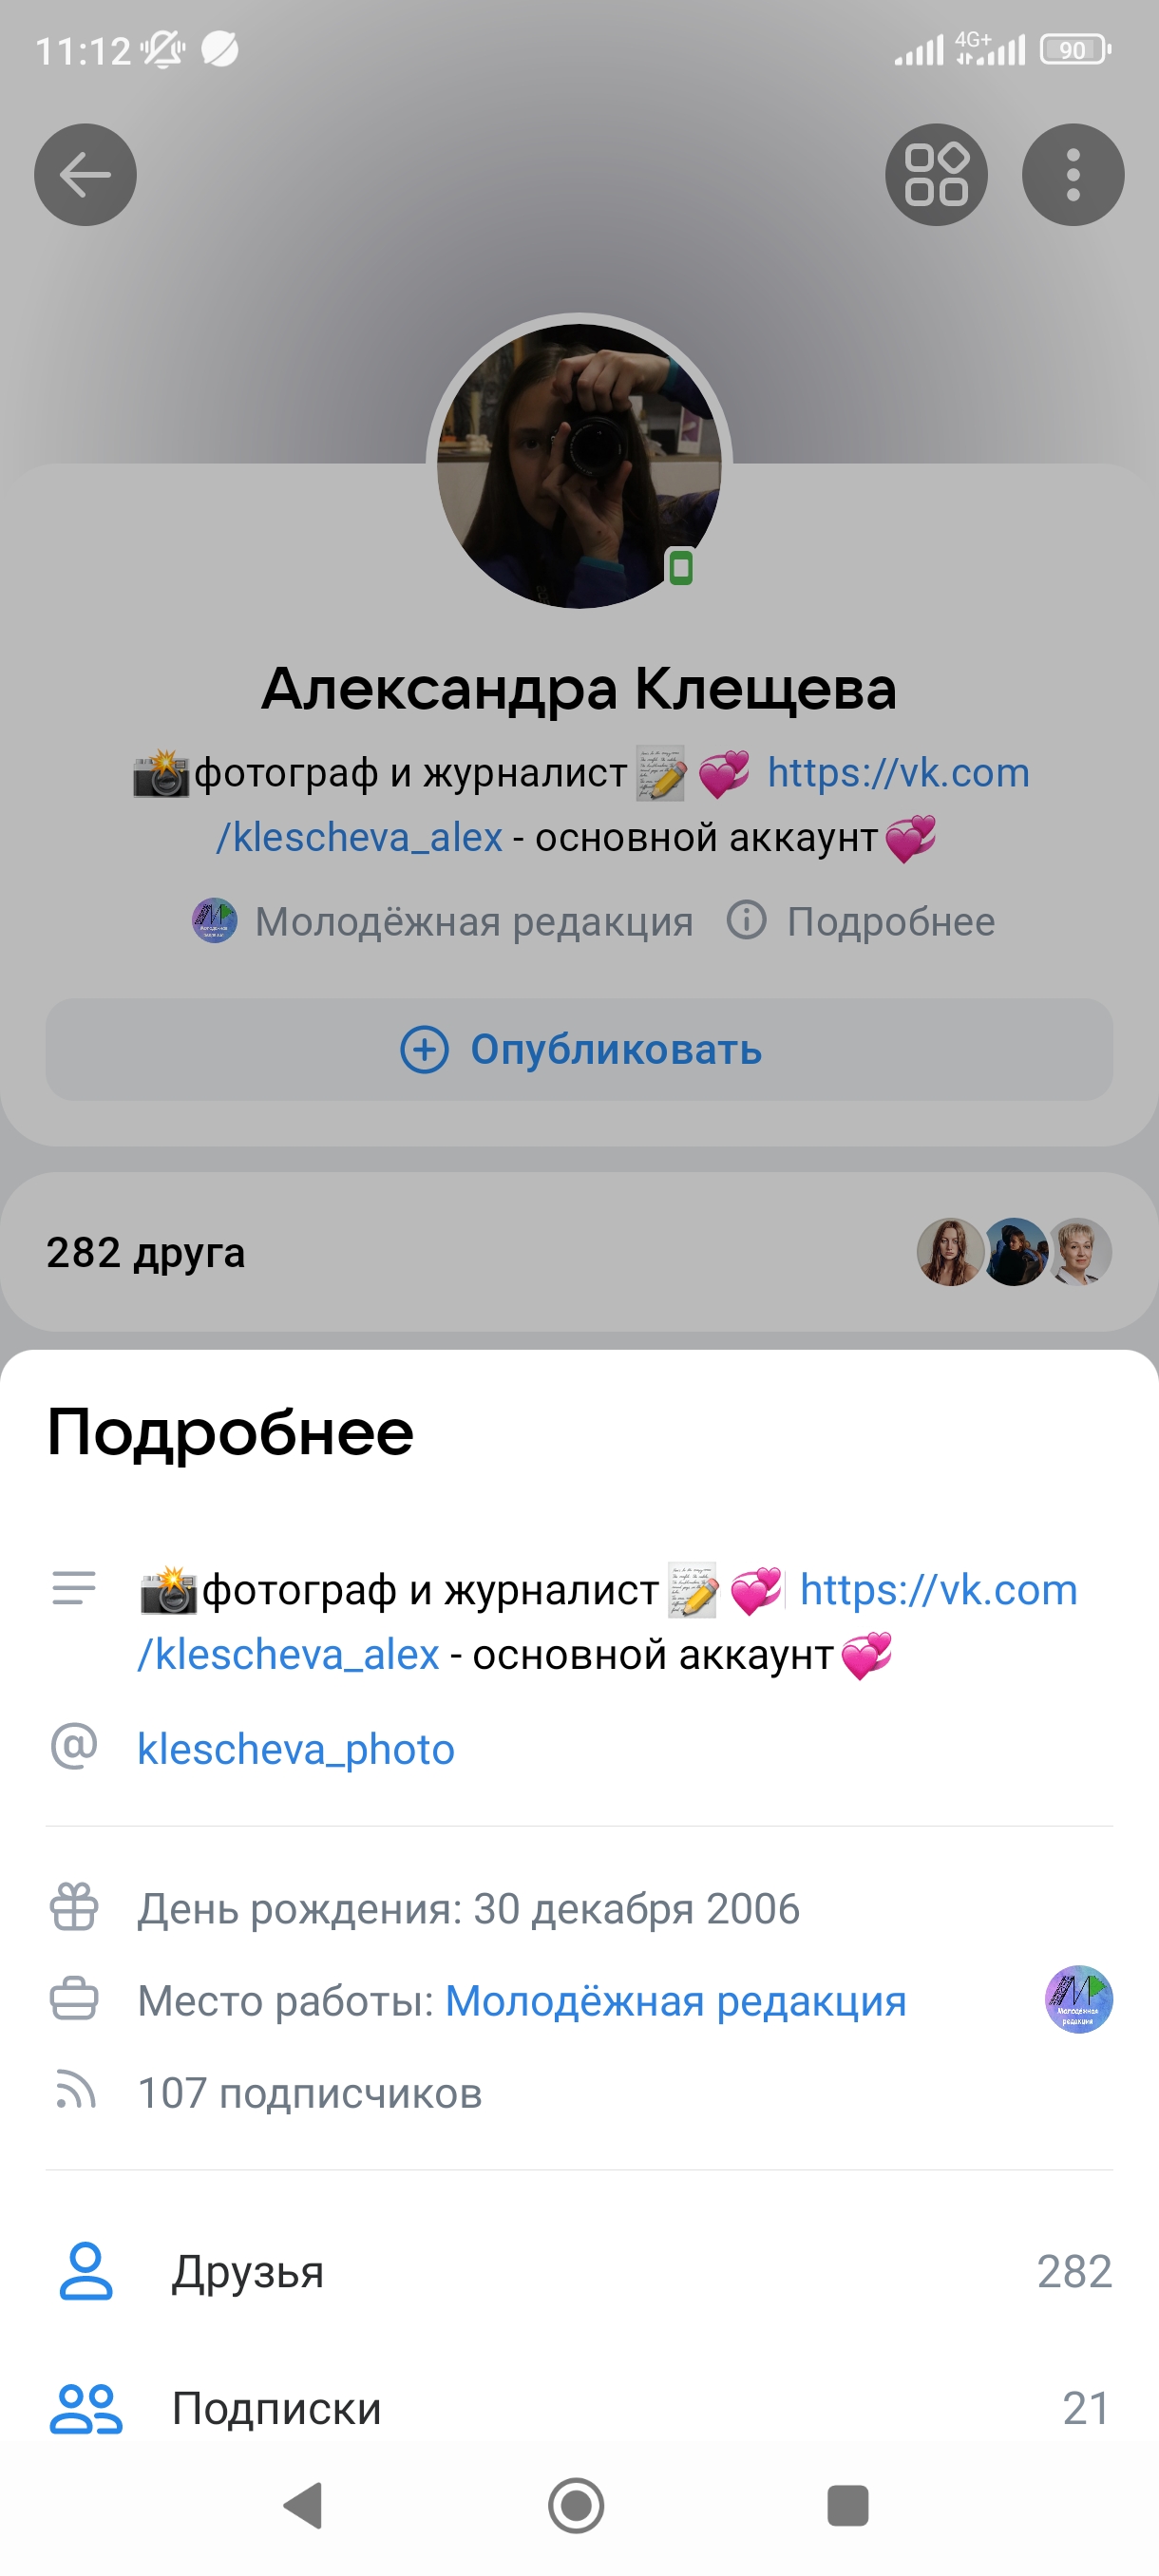 11:12
4G+
90
Александра Клещева
📸фотограф и журналист📝💞 https://vk.com
/klescheva_alex - основной аккаунт💞
Молодёжная редакция Подробнее
Опубликовать
282 друга
Подробнее
📸фотограф и журналист📝💞 https://vk.com
/klescheva_alex - основной аккаунт💞
@ klescheva_photo
День рождения: 30 декабря 2006
Место работы: Молодёжная редакция
Молодёжная
редакция
107 подписчиков
Друзья 282
Подписки 21